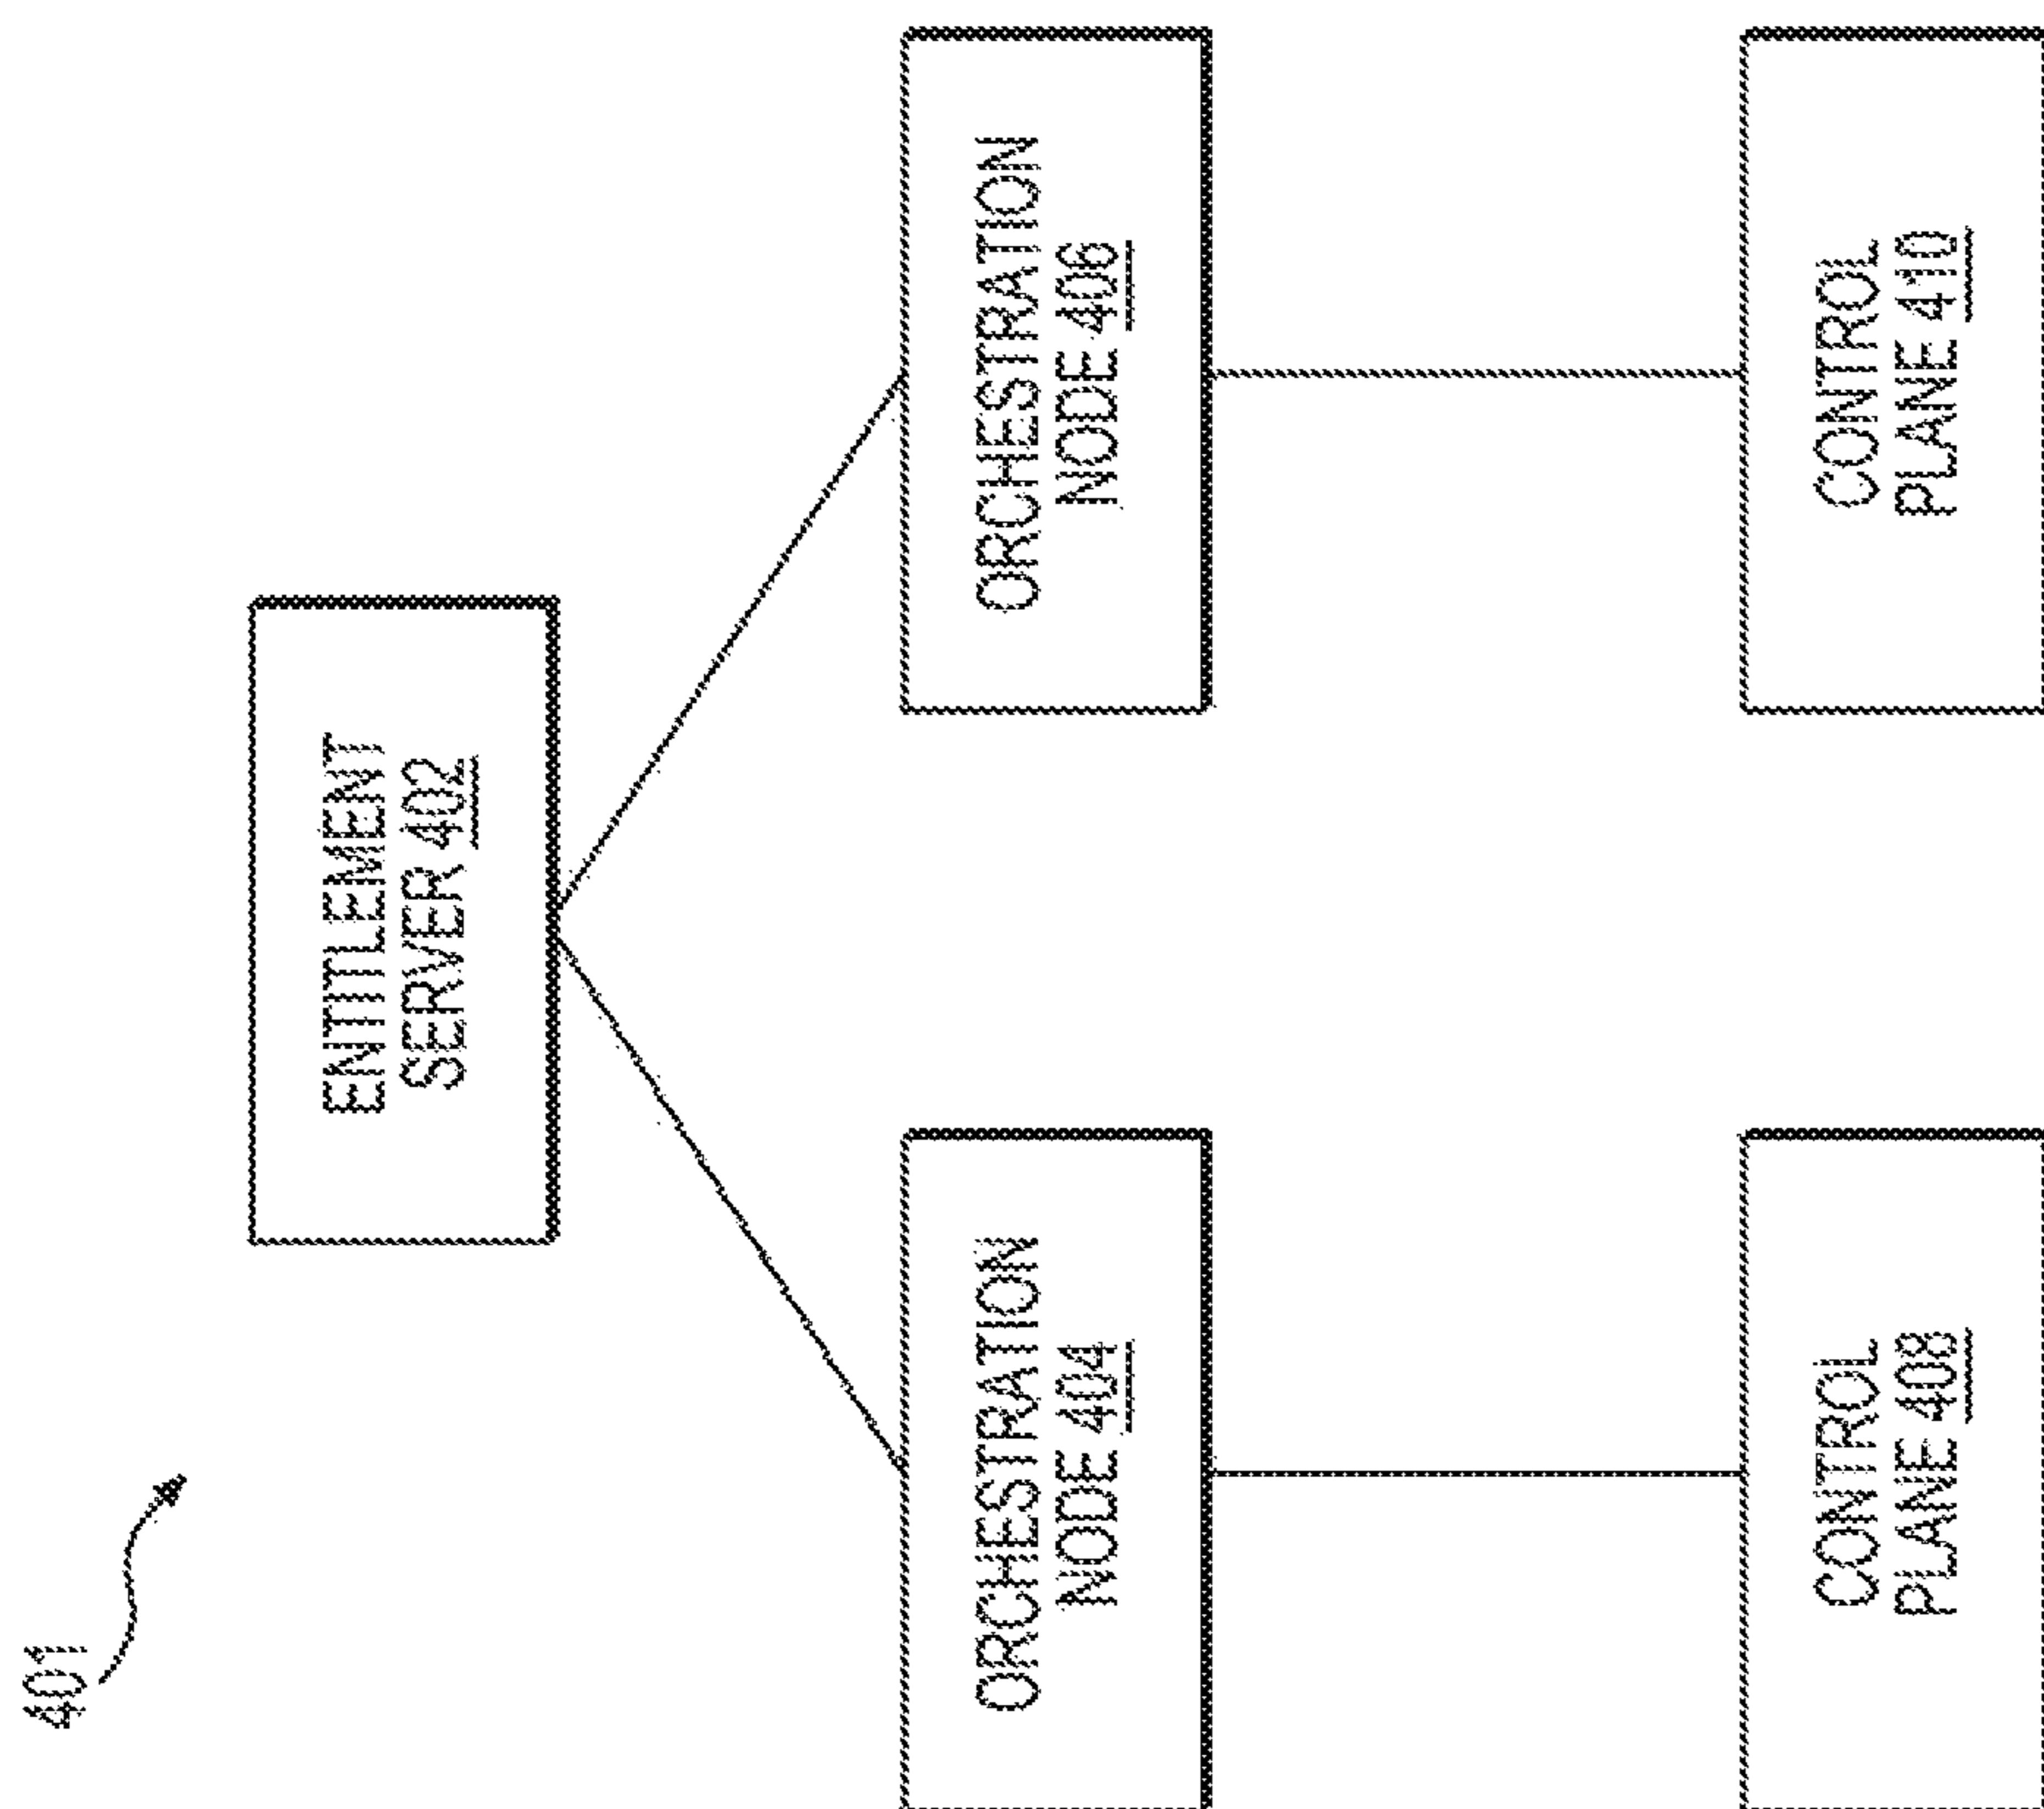 401
ENTITLEMENT
SERVER 402
ORCHESTRATION
NODE 404
ORCHESTRATION
NODE 406
CONTROL
PLANE 408
CONTROL
PLANE 410